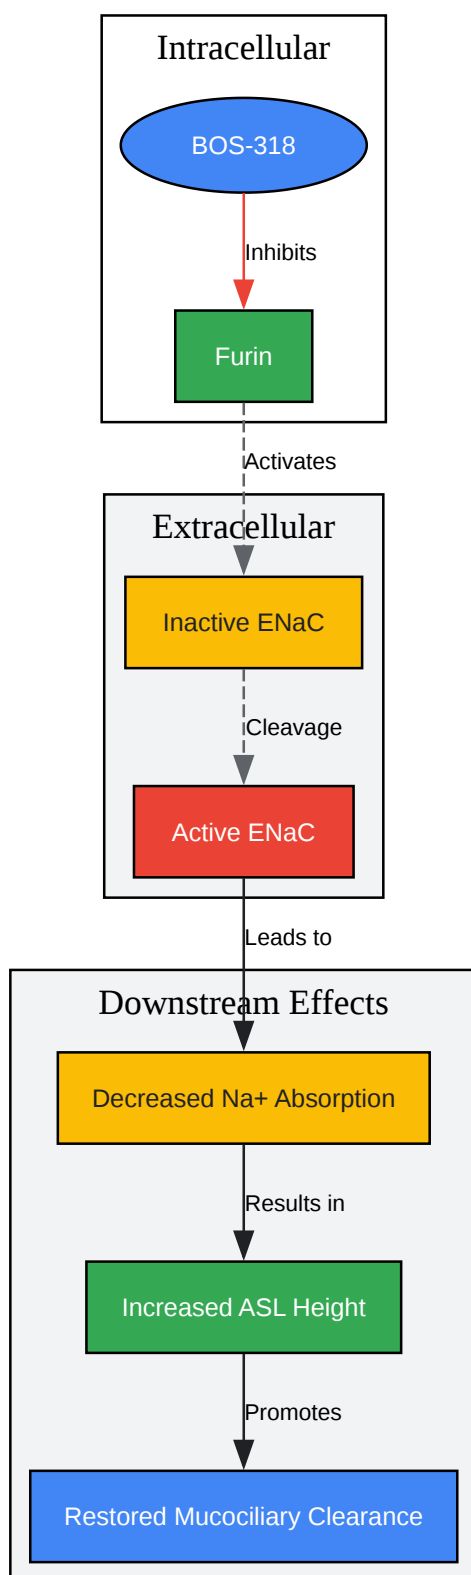 Intracellular
BOS-318
Inhibits
Furin
Activates
Extracellular
Inactive ENaC
Cleavage
Active ENaC
Leads to
Downstream Effects
Decreased Na+ Absorption
Results in
Increased ASL Height
Promotes
Restored Mucociliary Clearance